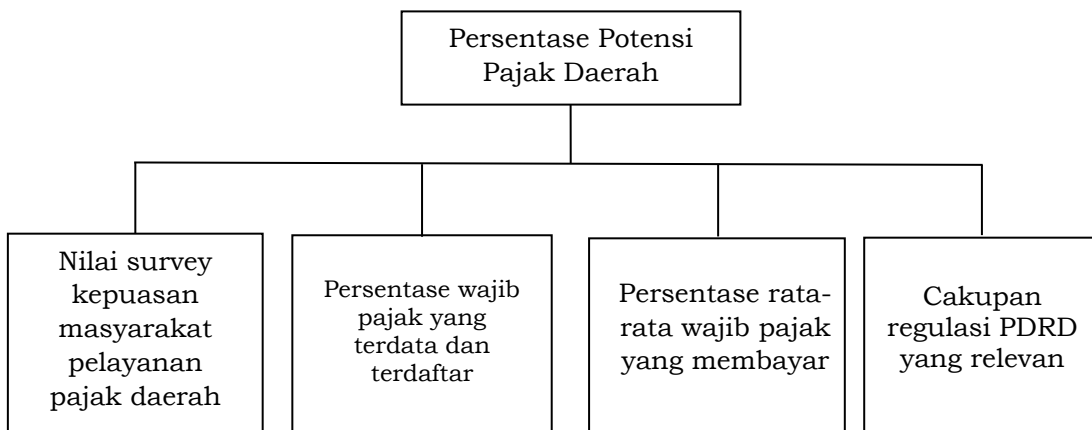 Persentase Potensi
Pajak Daerah
Nilai survey
kepuasan
masyarakat
pelayanan
pajak daerah
Persentase wajib
pajak yang
terdata dan
terdaftar
Persentase rata-
rata wajib pajak
yang membayar
Cakupan
regulasi PDRD
yang relevan